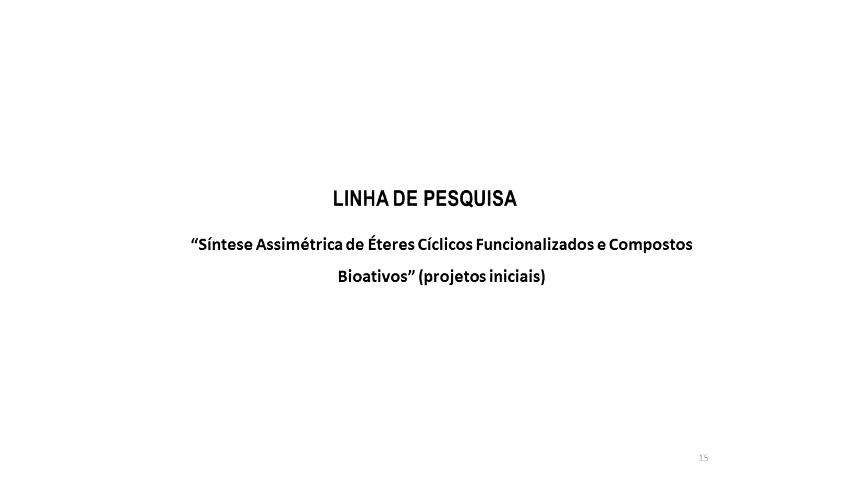 LINHA DE PESQUISA
“Síntese Assimétrica de Éteres Cíclicos Funcionalizados e Compostos
Bioativos” (projetos iniciais)
15